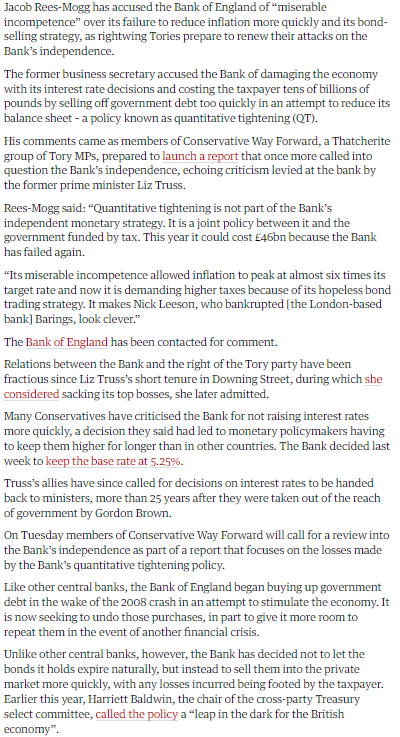 Jacob Rees-Mogg has accused the Bank of England of “miserable
incompetence” over its failure to reduce inflation more quickly and its bond-
selling strategy, as rightwing Tories prepare to renew their attacks on the
Bank’s independence.
The former business secretary accused the Bank of damaging the economy
with its interest rate decisions and costing the taxpayer tens of billions of
pounds by selling off government debt too quickly in an attempt to reduce its
balance sheet – a policy known as quantitative tightening (QT).
His comments came as members of Conservative Way Forward, a Thatcherite
group of Tory MPs, prepared to launch a report that once more called into
question the Bank’s independence, echoing criticism levied at the bank by
the former prime minister Liz Truss.
Rees-Mogg said: “Quantitative tightening is not part of the Bank’s
independent monetary strategy. It is a joint policy between it and the
government funded by tax. This year it could cost £46bn because the Bank
has failed again.
“Its miserable incompetence allowed inflation to peak at almost six times its
target rate and now it is demanding higher taxes because of its hopeless bond
trading strategy. It makes Nick Leeson, who bankrupted [the London-based
bank] Barings, look clever.”
The Bank of England has been contacted for comment.
Relations between the Bank and the right of the Tory party have been
fractious since Liz Truss’s short tenure in Downing Street, during which she
considered sacking its top bosses, she later admitted.
Many Conservatives have criticised the Bank for not raising interest rates
more quickly, a decision they said had led to monetary policymakers having
to keep them higher for longer than in other countries. The Bank decided last
week to keep the base rate at 5.25%.
Truss’s allies have since called for decisions on interest rates to be handed
back to ministers, more than 25 years after they were taken out of the reach
of government by Gordon Brown.
On Tuesday members of Conservative Way Forward will call for a review into
the Bank’s independence as part of a report that focuses on the losses made
by the Bank’s quantitative tightening policy.
Like other central banks, the Bank of England began buying up government
debt in the wake of the 2008 crash in an attempt to stimulate the economy. It
is now seeking to undo those purchases, in part to give it more room to
repeat them in the event of another financial crisis.
Unlike other central banks, however, the Bank has decided not to let the
bonds it holds expire naturally, but instead to sell them into the private
market more quickly, with any losses incurred being footed by the taxpayer.
Earlier this year, Harriett Baldwin, the chair of the cross-party Treasury
select committee, called the policy a “leap in the dark for the British
economy”.